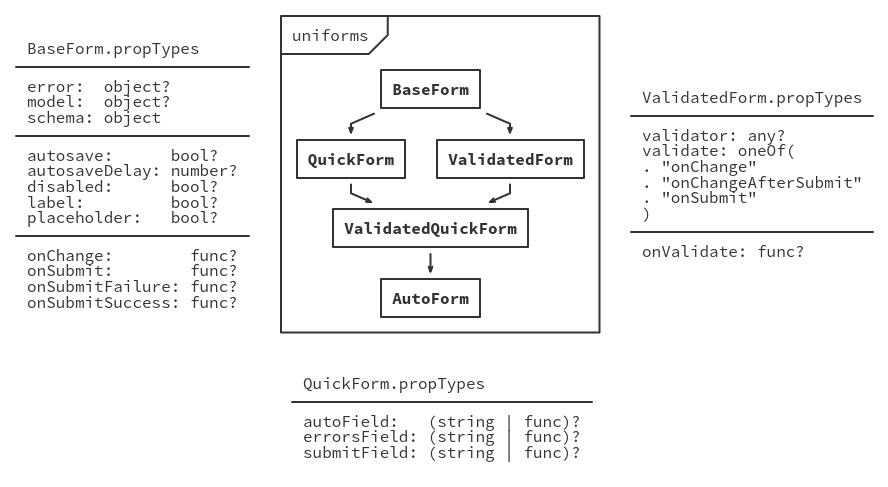 BaseForm.propTypes
error:  object?
model:  object?
schema: object
autosave:      bool?
autosaveDelay: number?
disabled:      bool?
label:         bool?
placeholder:   bool?
onChange:        func?
onSubmit:        func?
onSubmitFailure: func?
onSubmitSuccess: func?
uniforms
BaseForm
QuickForm
ValidatedForm
ValidatedQuickForm
AutoForm
ValidatedForm.propTypes
validator: any?
validate: oneOf(
. "onChange"
. "onChangeAfterSubmit"
. "onSubmit"
)
onValidate: func?
QuickForm.propTypes
autoField:   (string | func)?
errorsField: (string | func)?
submitField: (string | func)?